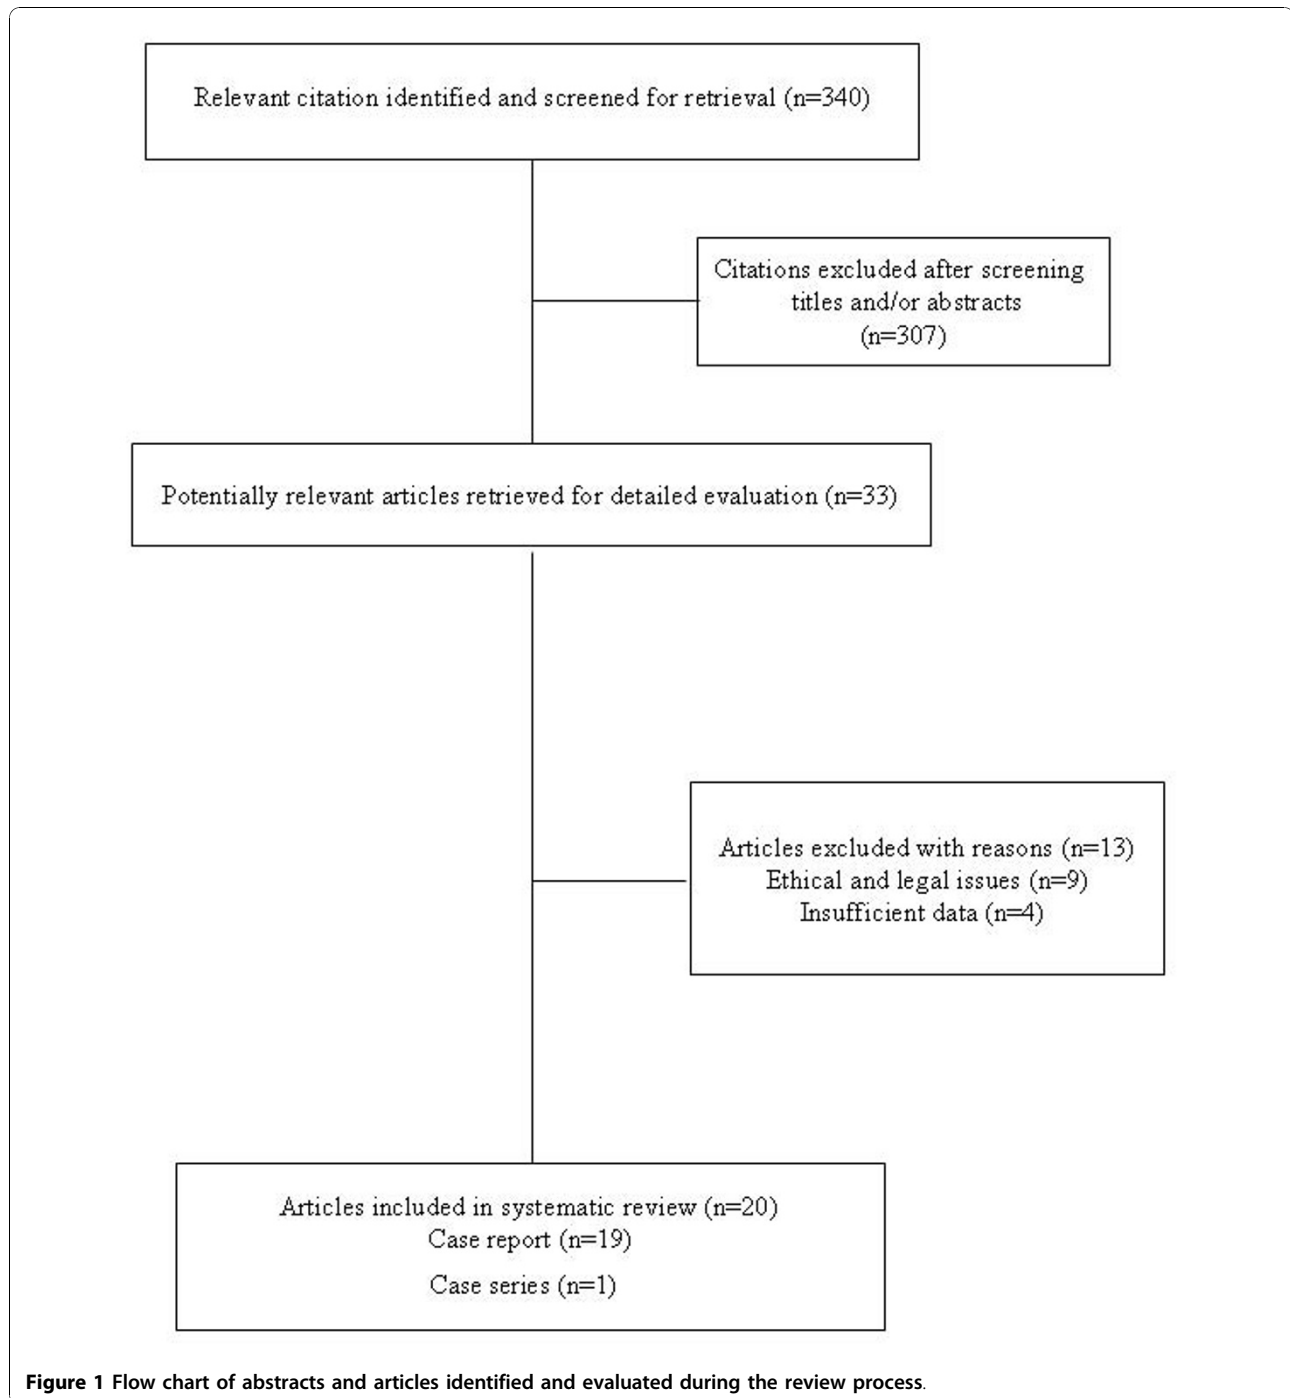 Relevant citation identified and screened for retrieval (n=340)
Citations excluded after screening
titles and/or abstracts
(n=307)
Potentially relevant articles retrieved for detailed evaluation (n=33)
Articles excluded with reasons (n=13)
Ethical and legal issues (n=9)
Insufficient data (n=4)
Articles included in systematic review (n=20)
Case report (n=19)
Case series (n=1)
Figure 1 Flow chart of abstracts and articles identified and evaluated during the review process.